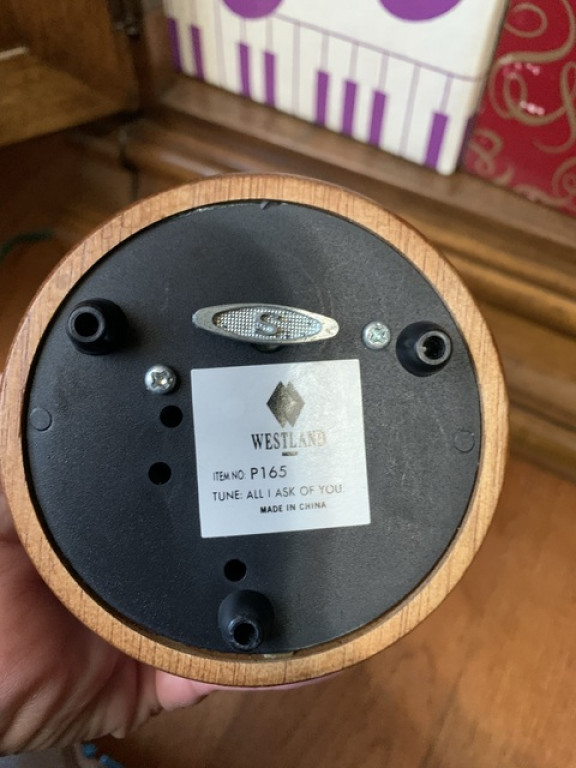 S
WESTLAND
ITEM NO: P165
TUNE: ALL I ASK OF YOU.
MADE IN CHINA